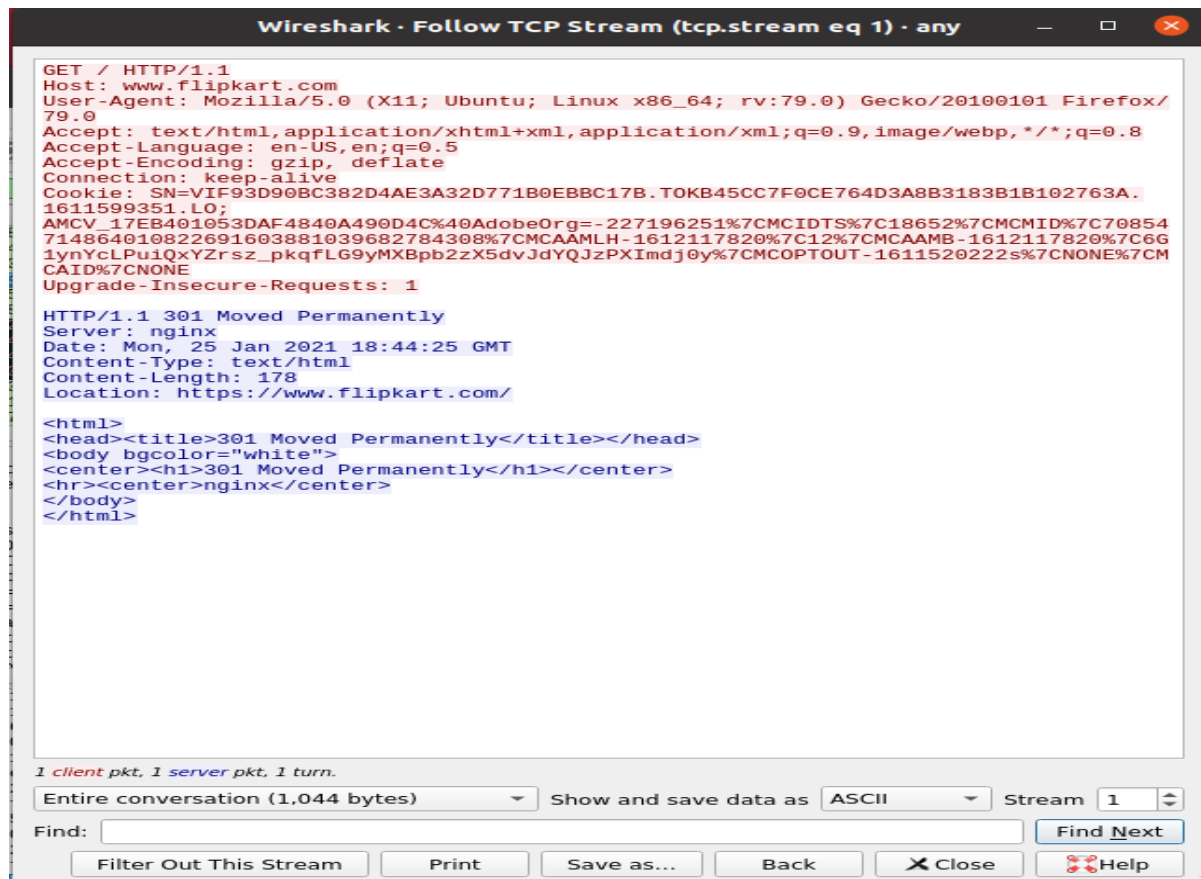 Wireshark · Follow TCP Stream (tcp.stream eq 1) · any
GET / HTTP/1.1
Host: www.flipkart.com
User-Agent: Mozilla/5.0 (X11; Ubuntu; Linux x86_64; rv:79.0) Gecko/20100101 Firefox/
79.0
Accept: text/html,application/xhtml+xml,application/xml;q=0.9,image/webp,*/*;q=0.8
Accept-Language: en-US,en;q=0.5
Accept-Encoding: gzip, deflate
Connection: keep-alive
Cookie: SN=VIF93D90BC382D4AE3A32D771B0EBBC17B.TOKB45CC7F0CE764D3A8B3183B1B102763A.
1611599351.LO;
AMCV_17EB401053DAF4840A490D4C%40AdobeOrg=-227196251%7CMCIDTS%7C18652%7CMCMID%7C70854
714864010822691603881039682784308%7CMCAAMLH-1612117820%7C12%7CMCAAMB-1612117820%7C6G
1ynYcLPuiQxYZrsz_pkqfLG9yMXBpb2zX5dvJdYQJzPXImdj0y%7CMCOPTOUT-1611520222s%7CNONE%7CM
CAID%7CNONE
Upgrade-Insecure-Requests: 1
HTTP/1.1 301 Moved Permanently
Server: nginx
Date: Mon, 25 Jan 2021 18:44:25 GMT
Content-Type: text/html
Content-Length: 178
Location: https://www.flipkart.com/
<html>
<head><title>301 Moved Permanently</title></head>
<body bgcolor="white">
<center><h1>301 Moved Permanently</h1></center>
<hr><center>nginx</center>
</body>
</html>
1 client pkt, 1 server pkt, 1 turn.
Entire conversation (1,044 bytes) Show and save data as ASCII Stream 1
Find: Find Next
Filter Out This Stream Print Save as... Back Close Help